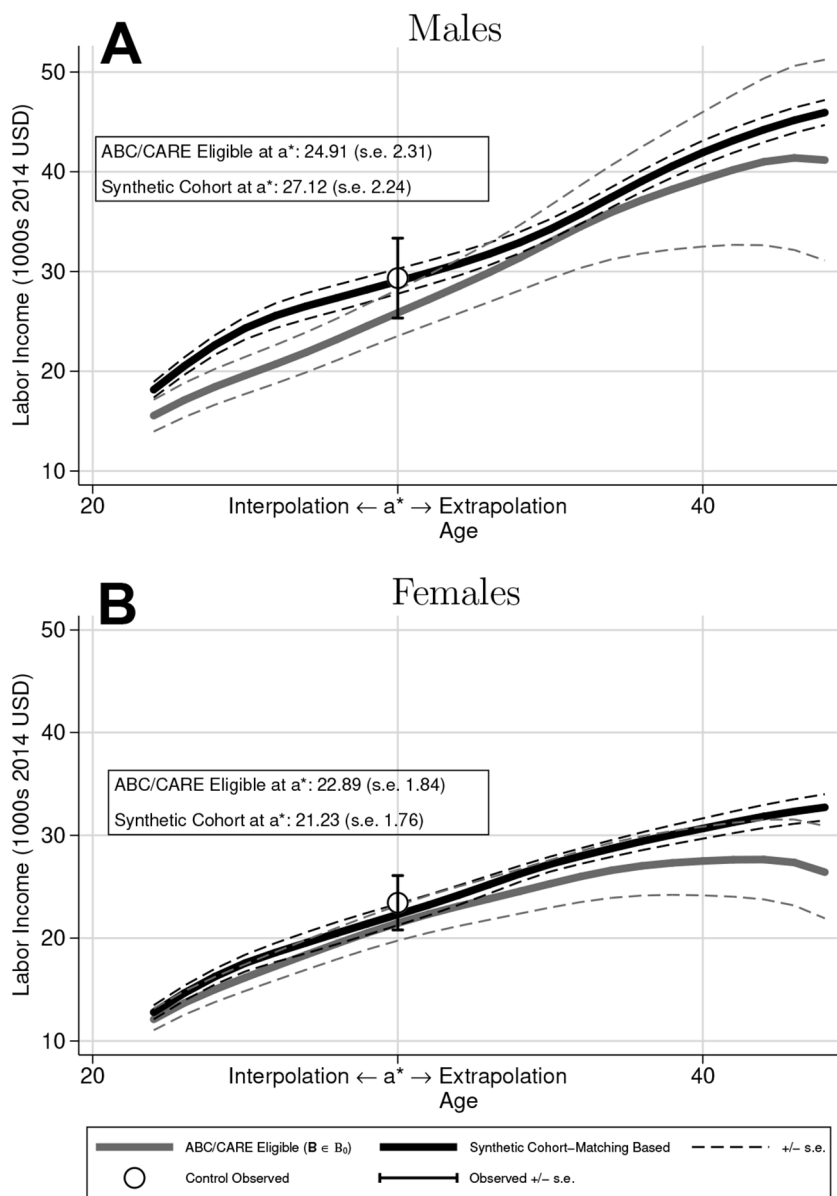 A
Males
50
40
30
20
10
Labor Income (1000s 2014 USD)
ABC/CARE Eligible at a*: 24.91 (s.e. 2.31)
Synthetic Cohort at a*: 27.12 (s.e. 2.24)
20
Interpolation ← a* → Extrapolation
40
Age
B
Females
50
40
30
20
10
Labor Income (1000s 2014 USD)
ABC/CARE Eligible at a*: 22.89 (s.e. 1.84)
Synthetic Cohort at a*: 21.23 (s.e. 1.76)
20
Interpolation ← a* → Extrapolation
40
Age
ABC/CARE Eligible (B ∈ B₀)
Synthetic Cohort−Matching Based
+/− s.e.
Control Observed
Observed +/− s.e.